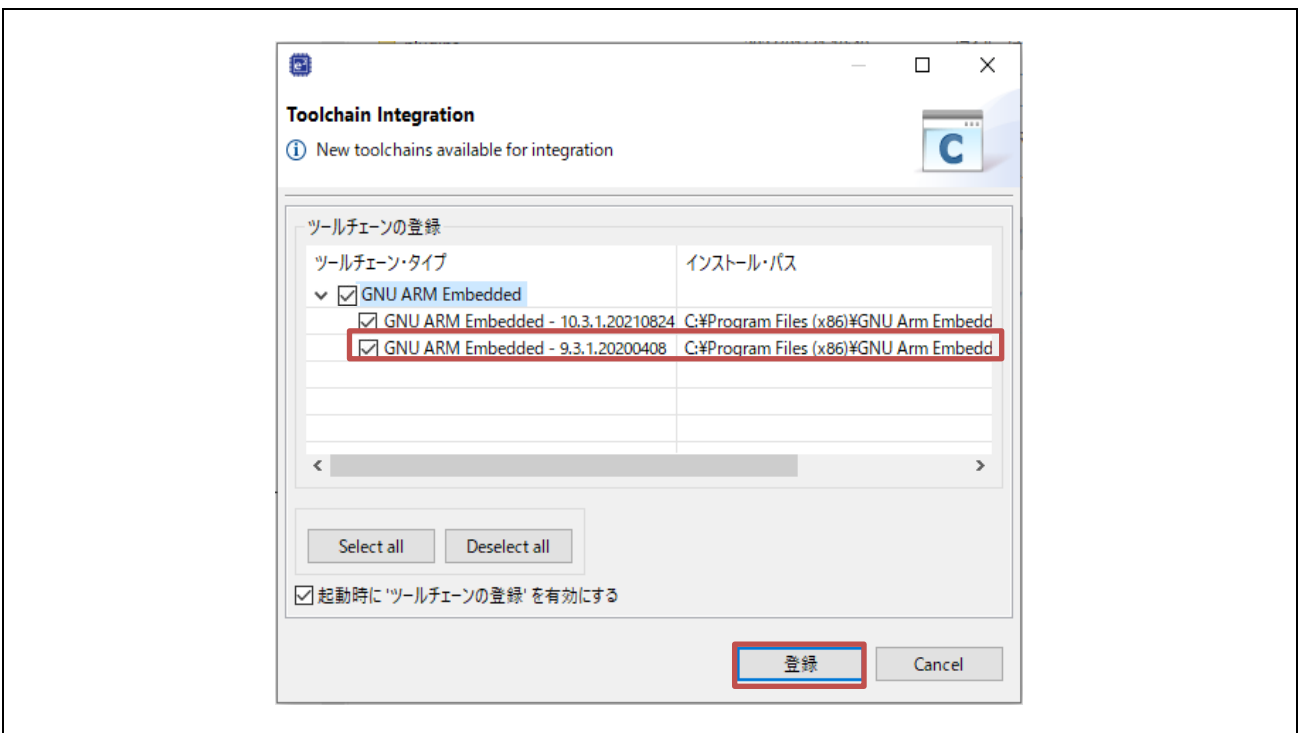 Toolchain Integration
New toolchains available for integration
ツールチェーンの登録
ツールチェーン・タイプ インストール・パス
GNU ARM Embedded
GNU ARM Embedded - 10.3.1.20210824 C:¥Program Files (x86)¥GNU Arm Embedd
GNU ARM Embedded - 9.3.1.20200408 C:¥Program Files (x86)¥GNU Arm Embedd
Select all Deselect all
起動時に 'ツールチェーンの登録' を有効にする
登録 Cancel